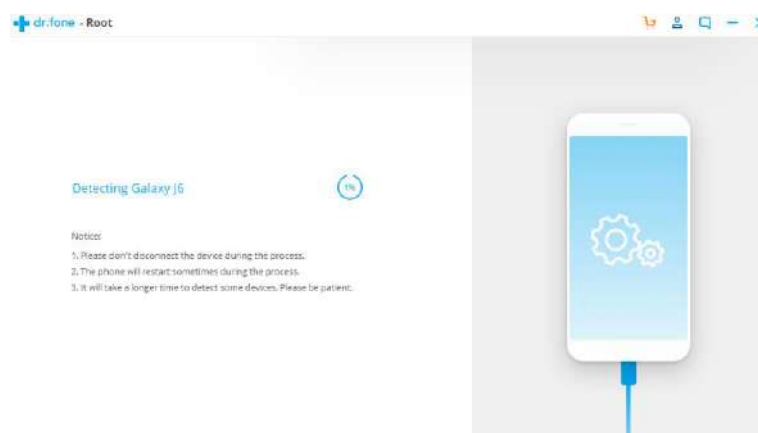 dr.fone - Root
Detecting Galaxy J6
1%
Notice:
1. Please don't disconnect the device during the process.
2. The phone will restart sometimes during the process.
3. It will take a longer time to detect some devices. Please be patient.